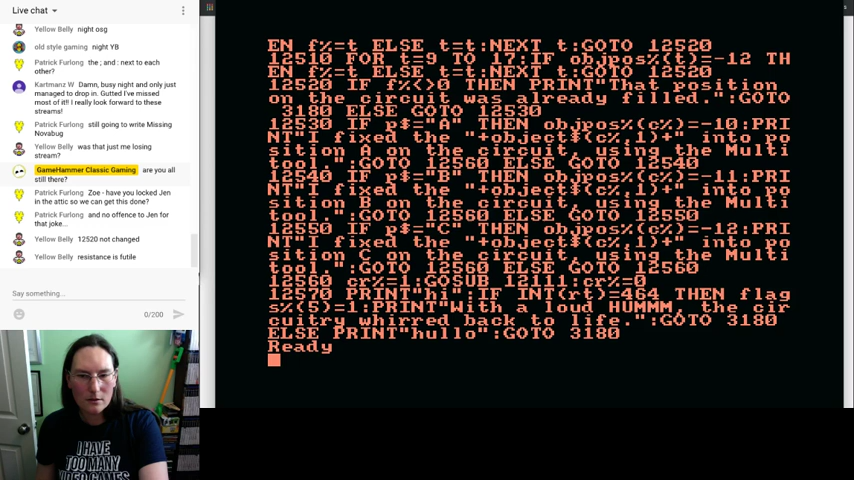 Live chat
Yellow Belly night osg
old style gaming night YB
Patrick Furlong the ; and : next to each
other?
Kartmanz W Damn, busy night and only just
managed to drop in. Gutted I've missed
most of it!! I really look forward to these
streams!
Patrick Furlong still going to write Missing
Novabug
Yellow Belly was that just me losing
stream?
GameHammer Classic Gaming are you all
still there?
Patrick Furlong Zoe - have you locked Jen
in the attic so we can get this done?
Patrick Furlong and no offence to Jen for
that joke...
Yellow Belly 12520 not changed
Yellow Belly resistance is futile
Say something...
0/200
EN f%=t ELSE t=t:NEXT t:GOTO 12520
12510 FOR t=9 TO 17:IF objpos%(t)=-12 TH
EN f%=t ELSE t=t:NEXT t:GOTO 12520
12520 IF f%<>0 THEN PRINT"That position
on the circuit was already filled.":GOTO
3180 ELSE GOTO 12530
12530 IF p$="A" THEN objpos%(c%)=-10:PRI
NT"I fixed the "+object$(c%,1)+" into po
sition A on the circuit, using the Multi
tool.":GOTO 12560 ELSE GOTO 12540
12540 IF p$="B" THEN objpos%(c%)=-11:PRI
NT"I fixed the "+object$(c%,1)+" into po
sition B on the circuit, using the Multi
tool.":GOTO 12560 ELSE GOTO 12550
12550 IF p$="C" THEN objpos%(c%)=-12:PRI
NT"I fixed the "+object$(c%,1)+" into po
sition C on the circuit, using the Multi
tool.":GOTO 12560 ELSE GOTO 12560
12560 cr%=1:GOSUB 12111:cr%=0
12570 PRINT"hi":IF INT(rt)=464 THEN flag
s%(5)=1:PRINT"With a loud HUMMM, the cir
cuitry whirred back to life.":GOTO 3180
ELSE PRINT"hullo":GOTO 3180
Ready
I HAVE
TOO MANY
VIDEO GAMES